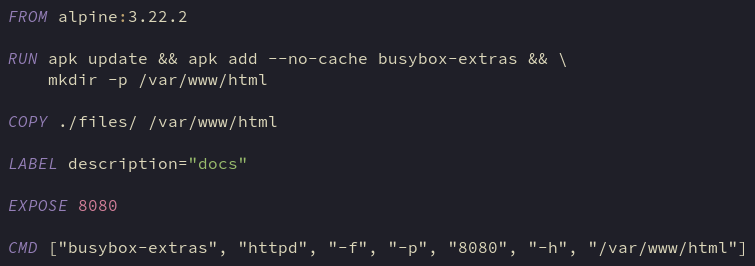 FROM alpine:3.22.2
RUN apk update && apk add --no-cache busybox-extras && \
mkdir -p /var/www/html
COPY ./files/ /var/www/html
LABEL description="docs"
EXPOSE 8080
CMD ["busybox-extras", "httpd", "-f", "-p", "8080", "-h", "/var/www/html"]